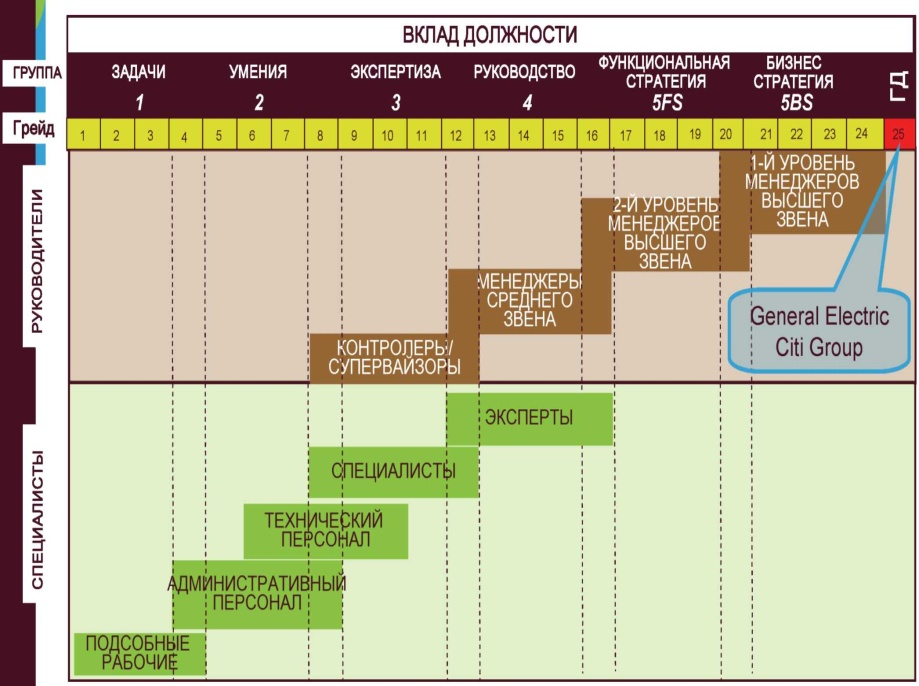 ВКЛАД ДОЛЖНОСТИ
ГРУППА
ЗАДАЧИ
1
УМЕНИЯ
2
ЭКСПЕРТИЗА
3
РУКОВОДСТВО
4
ФУНКЦИОНАЛЬНАЯ
СТРАТЕГИЯ
5FS
БИЗНЕС
СТРАТЕГИЯ
5BS
ГД
Грейд
1 2 3 4 5 6 7 8 9 10 11 12 13 14 15 16 17 18 19 20 21 22 23 24 25
РУКОВОДИТЕЛИ
1-Й УРОВЕНЬ
МЕНЕДЖЕРОВ
ВЫСШЕГО
ЗВЕНА
2-Й УРОВЕНЬ
МЕНЕДЖЕРОВ
ВЫСШЕГО
ЗВЕНА
МЕНЕДЖЕРЫ
СРЕДНЕГО
ЗВЕНА
General Electric
Citi Group
КОНТРОЛЕРЫ/
СУПЕРВАЙЗОРЫ
СПЕЦИАЛИСТЫ
ЭКСПЕРТЫ
СПЕЦИАЛИСТЫ
ТЕХНИЧЕСКИЙ
ПЕРСОНАЛ
АДМИНИСТРАТИВНЫЙ
ПЕРСОНАЛ
ПОДСОБНЫЕ
РАБОЧИЕ